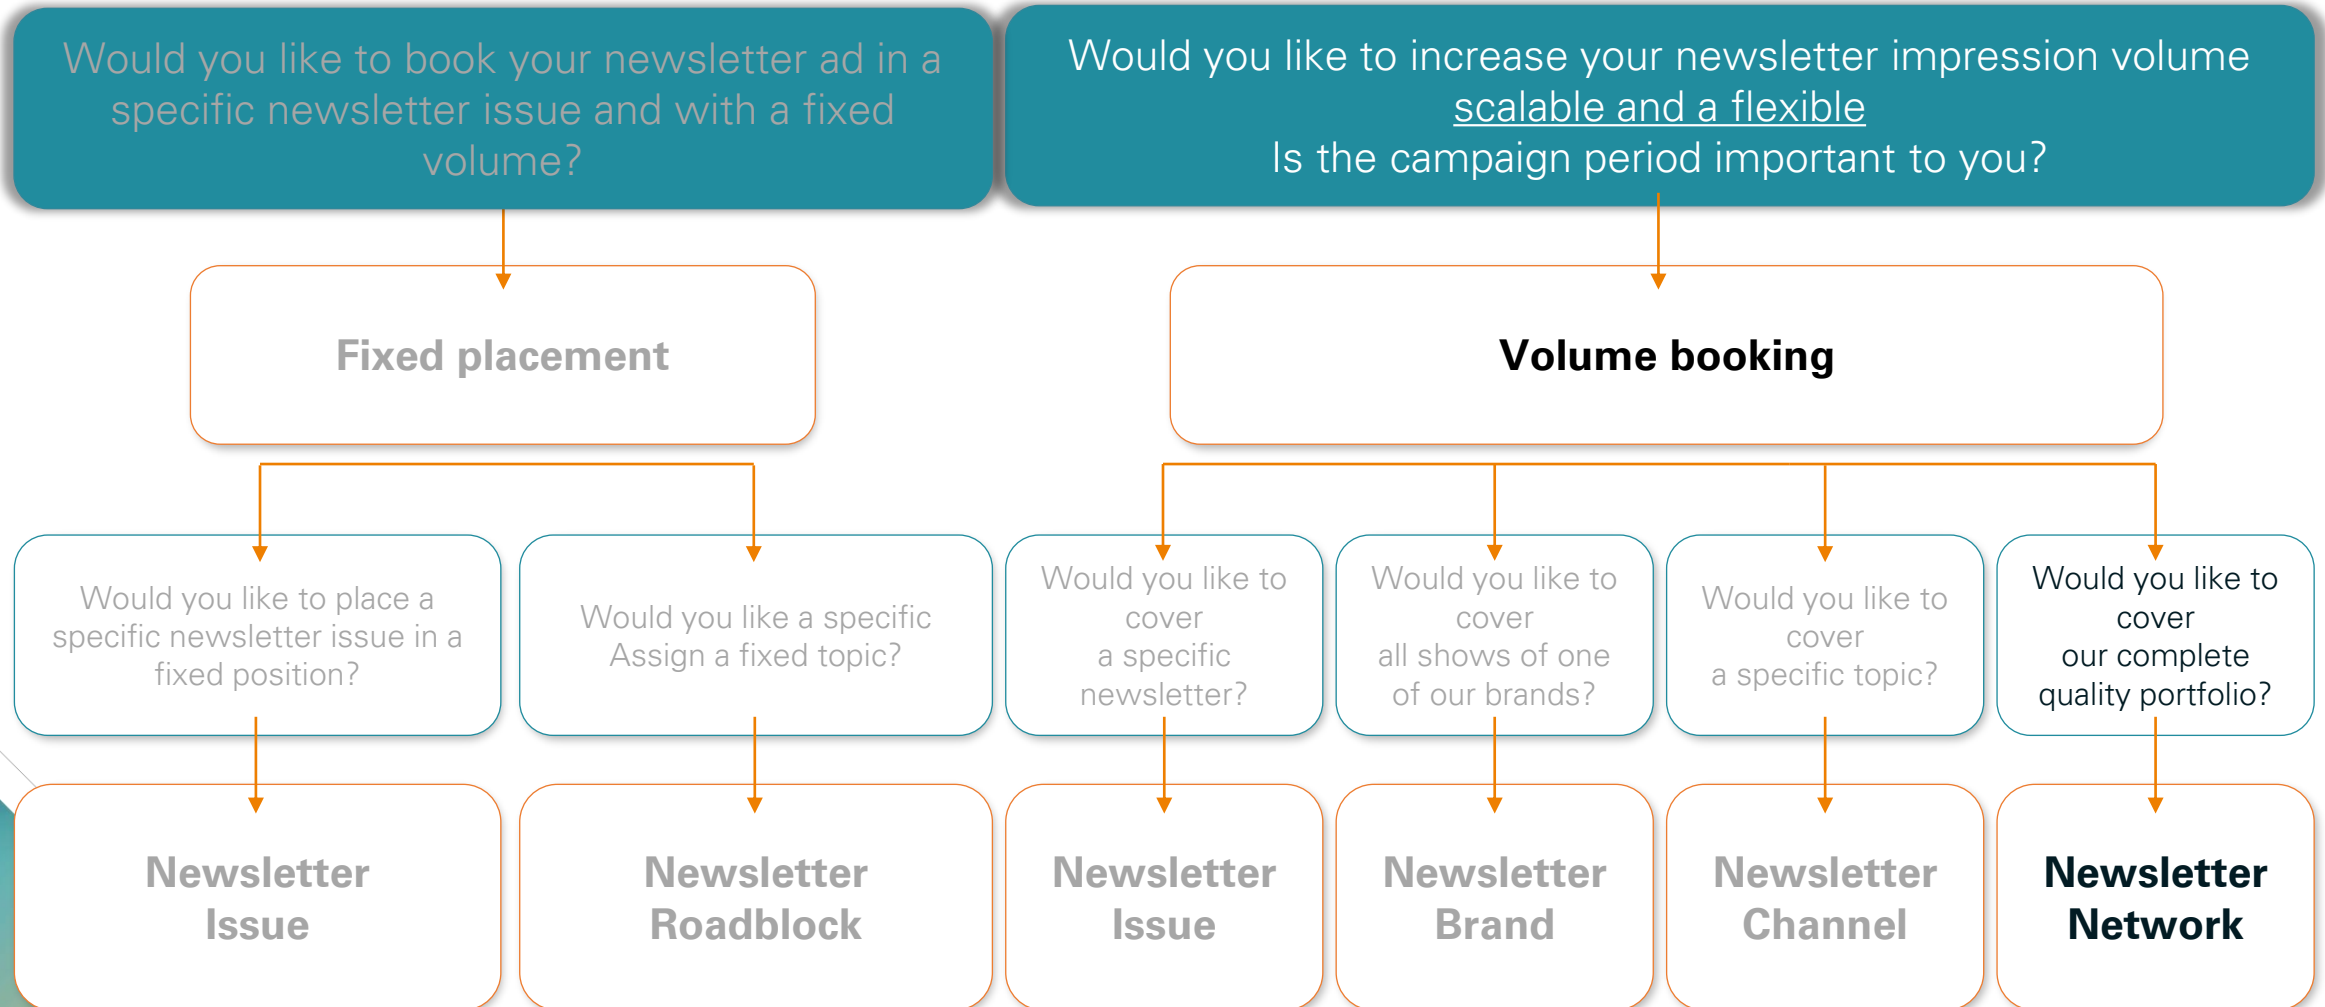 Would you like to book your newsletter ad in a
specific newsletter issue and with a fixed
volume?
Would you like to increase your newsletter impression volume
scalable and a flexible
Is the campaign period important to you?
Fixed placement
Volume booking
Would you like to place a
specific newsletter issue in a
fixed position?
Would you like a specific
Assign a fixed topic?
Would you like to
cover
a specific
newsletter?
Would you like to
cover
all shows of one
of our brands?
Would you like to
cover
a specific topic?
Would you like to
cover
our complete
quality portfolio?
Newsletter
Issue
Newsletter
Roadblock
Newsletter
Issue
Newsletter
Brand
Newsletter
Channel
Newsletter
Network